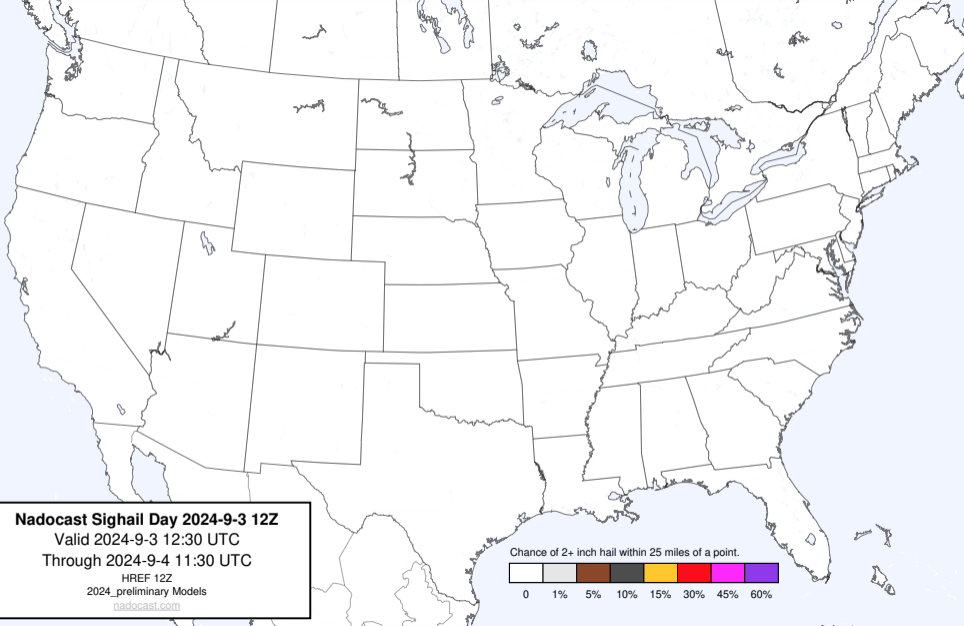 Nadocast Sighail Day 2024-9-3 12Z
Valid 2024-9-3 12:30 UTC
Through 2024-9-4 11:30 UTC
HREF 12Z
2024_preliminary Models
nadocast.com
Chance of 2+ inch hail within 25 miles of a point.
0 1% 5% 10% 15% 30% 45% 60%